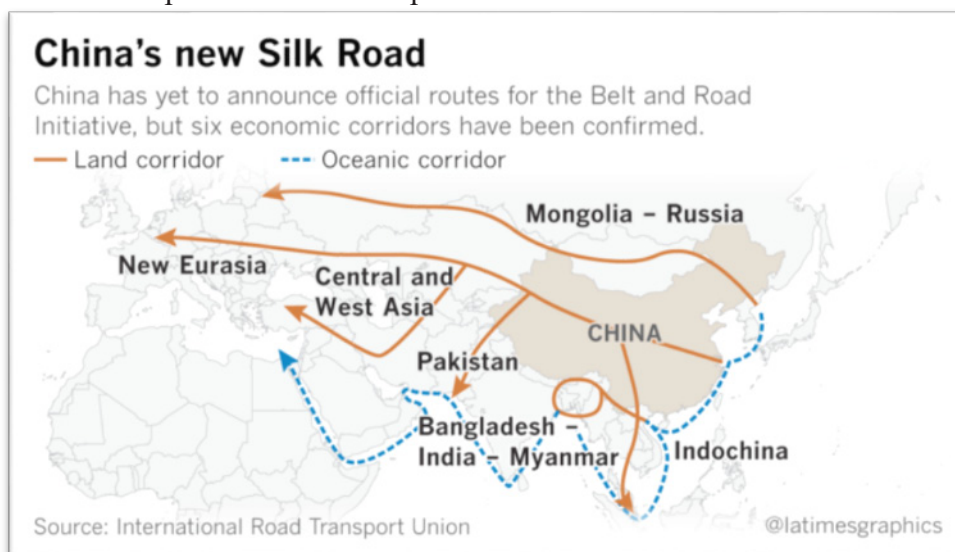 China's new Silk Road
China has yet to announce official routes for the Belt and Road
Initiative, but six economic corridors have been confirmed.
Land corridor
Oceanic corridor
Mongolia – Russia
New Eurasia
Central and
West Asia
CHINA
Pakistan
Bangladesh –
India – Myanmar
Indochina
Source: International Road Transport Union
@latimesgraphics